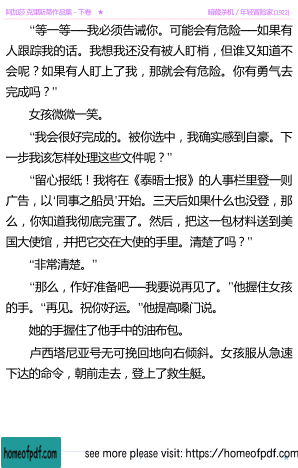 阿加莎·克里斯蒂作品集 - 下卷 ★ 暗藏杀机／年轻冒险家(1922)
“等一等──我必须告诫你。可能会有危险──如果有
人跟踪我的话。我想我还没有被人盯梢，但谁又知道不
会呢？如果有人盯上了我，那就会有危险。你有勇气去
完成吗？”
女孩微微一笑。
“我会很好完成的。被你选中，我确实感到自豪。下
一步我该怎样处理这些文件呢？”
“留心报纸！我将在《泰晤士报》的人事栏里登一则
广告，以‘同事之船员’开始。三天后如果什么也没登，那
么，你知道我彻底完蛋了。然后，把这一包材料送到美
国大使馆，并把它交在大使的手里。清楚了吗？”
“非常清楚。”
“那么，作好准备吧──我要说再见了。”他握住女孩
的手。“再见。祝你好运。”他提高嗓门说。
她的手握住了他手中的油布包。
卢西塔尼亚号无可挽回地向右倾斜。女孩服从急速
下达的命令，朝前走去，登上了救生艇。
homeofpdf.com see more please visit: https://homeofpdf.com